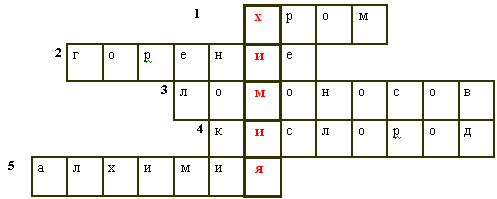 1 хром
2 горение
3 ломоносов
4 кислород
5 алхимия